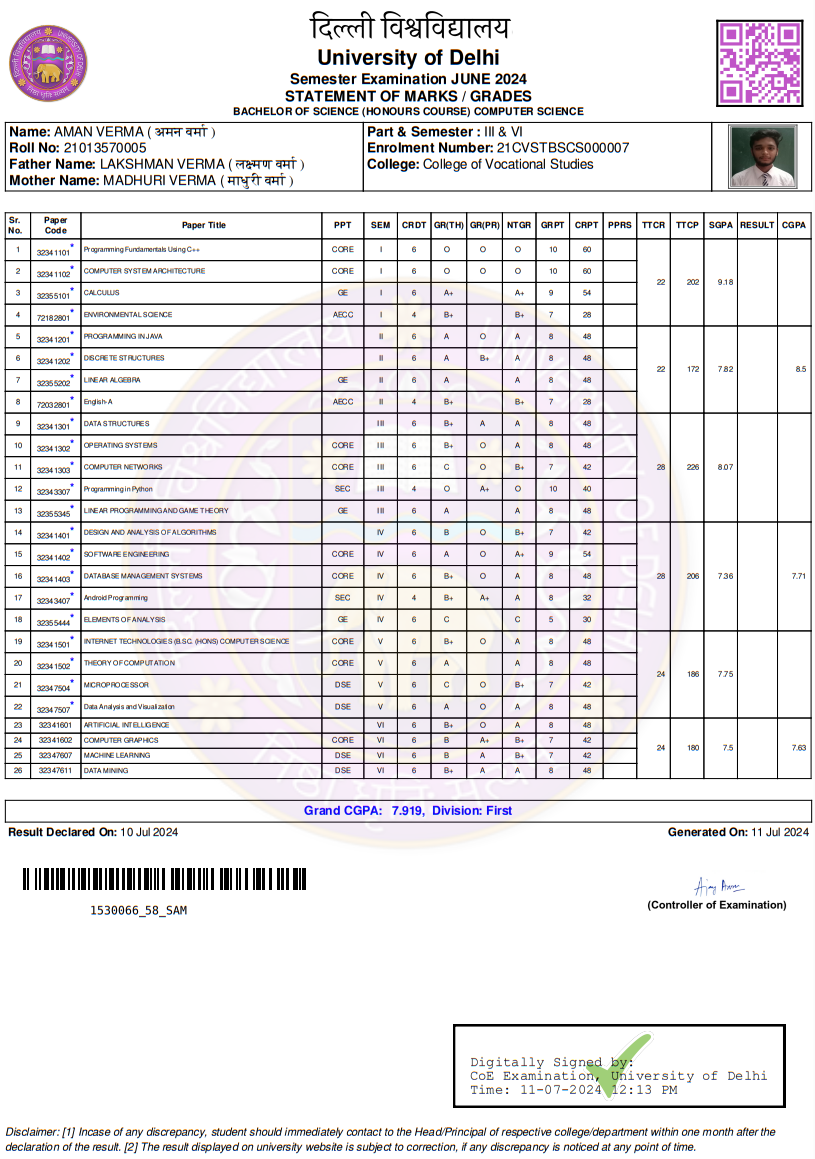 दिल्ली विश्वविद्यालय
University of Delhi
Semester Examination JUNE 2024
STATEMENT OF MARKS / GRADES
BACHELOR OF SCIENCE (HONOURS COURSE) COMPUTER SCIENCE
Name: AMAN VERMA ( अमन वर्मा )
Roll No: 21013570005
Father Name: LAKSHMAN VERMA ( लक्ष्मण वर्मा )
Mother Name: MADHURI VERMA ( माधुरी वर्मा )
Part & Semester : III & VI
Enrolment Number: 21CVSTBSCS000007
College: College of Vocational Studies
Sr. No. Paper Code Paper Title PPT SEM CRDT GR(TH) GR(PR) NTGR GRPT CRPT PPRS TTCR TTCP SGPA RESULT CGPA
1 32341101* Programming Fundamentals Using C++ CORE I 6 O O O 10 60
2 32341102* COMPUTER SYSTEM ARCHITECTURE CORE I 6 O O O 10 60
3 32355101* CALCULUS GE I 6 A+ A+ 9 54
4 72182801* ENVIRONMENTAL SCIENCE AECC I 4 B+ B+ 7 28
22 202 9.18
5 32341201* PROGRAMMING IN JAVA II 6 A O A 8 48
6 32341202* DISCRETE STRUCTURES II 6 A B+ A 8 48
7 32355202* LINEAR ALGEBRA GE II 6 A A 8 48
8 72032801* English-A AECC II 4 B+ B+ 7 28
22 172 7.82 8.5
9 32341301* DATA STRUCTURES III 6 B+ A A 8 48
10 32341302* OPERATING SYSTEMS CORE III 6 B+ O A 8 48
11 32341303* COMPUTER NETWORKS CORE III 6 C O B+ 7 42
12 32343307* Programming in Python SEC III 4 O A+ O 10 40
13 32355345* LINEAR PROGRAMMING AND GAME THEORY GE III 6 A A 8 48
28 226 8.07
14 32341401* DESIGN AND ANALYSIS OF ALGORITHMS IV 6 B O B+ 7 42
15 32341402* SOFTWARE ENGINEERING CORE IV 6 A O A+ 9 54
16 32341403* DATABASE MANAGEMENT SYSTEMS CORE IV 6 B+ O A 8 48
17 32343407* Android Programming SEC IV 4 B+ A+ A 8 32
18 32355444* ELEMENTS OF ANALYSIS GE IV 6 C C 5 30
28 206 7.36 7.71
19 32341501* INTERNET TECHNOLOGIES (B.SC. (HONS) COMPUTER SCIENCE CORE V 6 B+ O A 8 48
20 32341502* THEORY OF COMPUTATION CORE V 6 A A 8 48
21 32347504* MICROPROCESSOR DSE V 6 C O B+ 7 42
22 32347507* Data Analysis and Visualization DSE V 6 A O A 8 48
24 186 7.75
23 32341601 ARTIFICIAL INTELLIGENCE VI 6 B+ O A 8 48
24 32341602 COMPUTER GRAPHICS CORE VI 6 B A+ B+ 7 42
25 32347607 MACHINE LEARNING DSE VI 6 B A B+ 7 42
26 32347611 DATA MINING DSE VI 6 B+ A A 8 48
24 180 7.5 7.63
Grand CGPA: 7.919, Division: First
Result Declared On: 10 Jul 2024
Generated On: 11 Jul 2024
1530066_58_SAM
(Controller of Examination)
Digitally Signed by:
CoE Examination, University of Delhi
Time: 11-07-2024 12:13 PM
Disclaimer: [1] Incase of any discrepancy, student should immediately contact to the Head/Principal of respective college/department within one month after the
declaration of the result. [2] The result displayed on university website is subject to correction, if any discrepancy is noticed at any point of time.